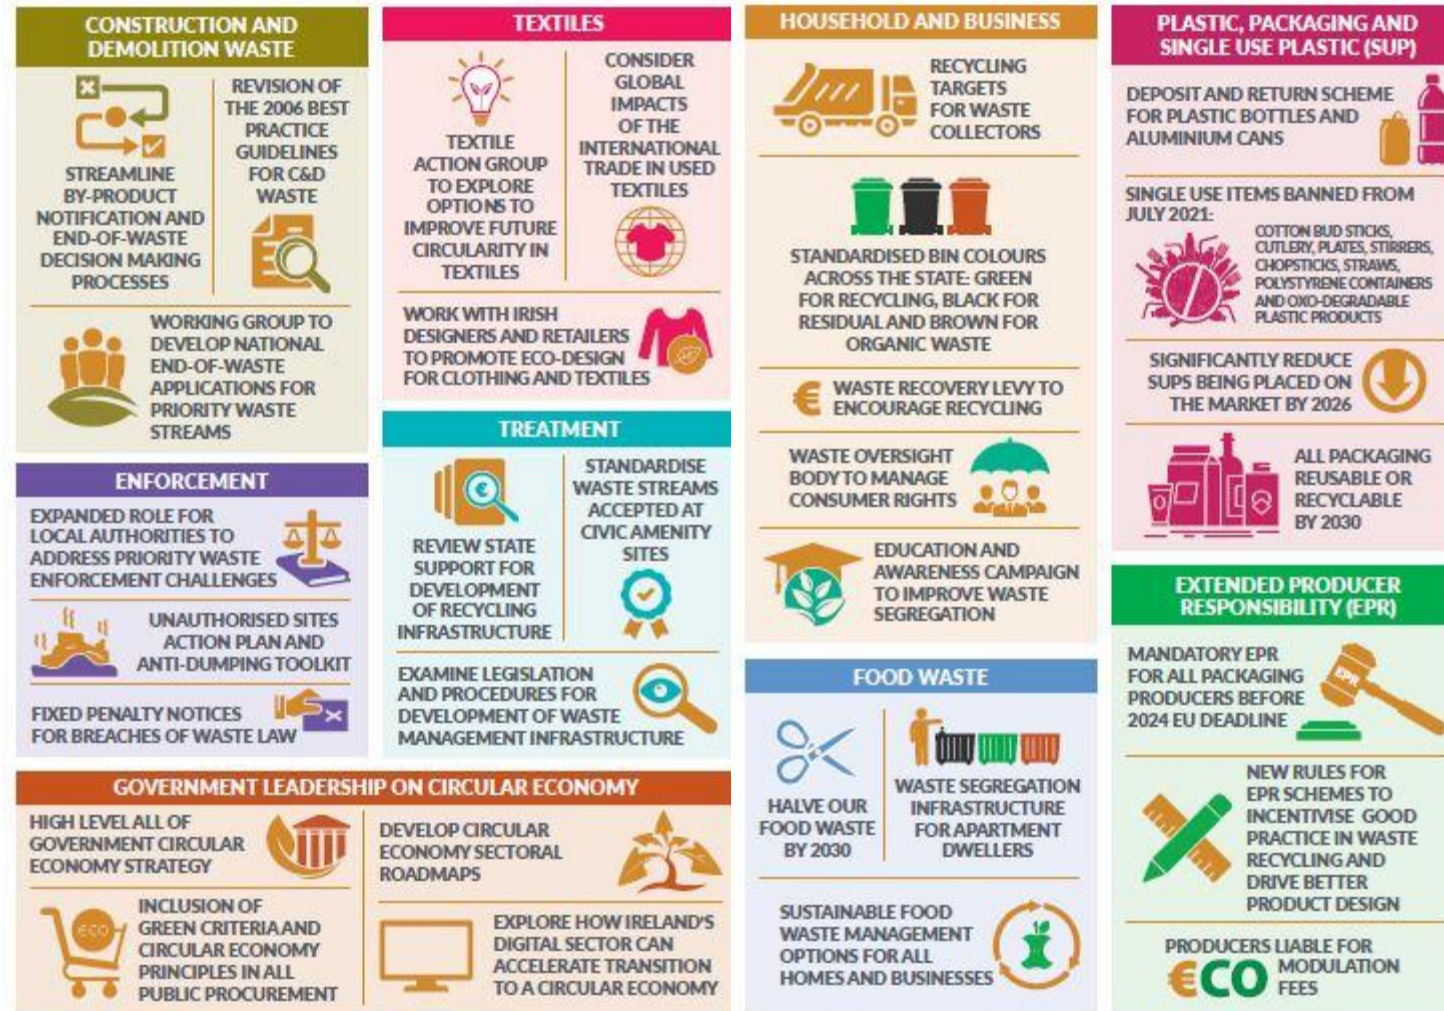 CONSTRUCTION AND
DEMOLITION WASTE
STREAMLINE
BY-PRODUCT
NOTIFICATION AND
END-OF-WASTE
DECISION MAKING
PROCESSES
REVISION OF
THE 2006 BEST
PRACTICE
GUIDELINES
FOR C&D
WASTE
WORKING GROUP TO
DEVELOP NATIONAL
END-OF-WASTE
APPLICATIONS FOR
PRIORITY WASTE
STREAMS
ENFORCEMENT
EXPANDED ROLE FOR
LOCAL AUTHORITIES TO
ADDRESS PRIORITY WASTE
ENFORCEMENT CHALLENGES
UNAUTHORISED SITES
ACTION PLAN AND
ANTI-DUMPING TOOLKIT
FIXED PENALTY NOTICES
FOR BREACHES OF WASTE LAW
TEXTILES
TEXTILE
ACTION GROUP
TO EXPLORE
OPTIONS TO
IMPROVE FUTURE
CIRCULARITY IN
TEXTILES
CONSIDER
GLOBAL
IMPACTS
OF THE
INTERNATIONAL
TRADE IN USED
TEXTILES
WORK WITH IRISH
DESIGNERS AND RETAILERS
TO PROMOTE ECO-DESIGN
FOR CLOTHING AND TEXTILES
TREATMENT
€
REVIEW STATE
SUPPORT FOR
DEVELOPMENT
OF RECYCLING
INFRASTRUCTURE
STANDARDISE
WASTE STREAMS
ACCEPTED AT
CIVIC AMENITY
SITES
EXAMINE LEGISLATION
AND PROCEDURES FOR
DEVELOPMENT OF WASTE
MANAGEMENT INFRASTRUCTURE
GOVERNMENT LEADERSHIP ON CIRCULAR ECONOMY
HIGH LEVEL ALL OF
GOVERNMENT CIRCULAR
ECONOMY STRATEGY
DEVELOP CIRCULAR
ECONOMY SECTORAL
ROADMAPS
eco
INCLUSION OF
GREEN CRITERIA AND
CIRCULAR ECONOMY
PRINCIPLES IN ALL
PUBLIC PROCUREMENT
EXPLORE HOW IRELAND'S
DIGITAL SECTOR CAN
ACCELERATE TRANSITION
TO A CIRCULAR ECONOMY
HOUSEHOLD AND BUSINESS
RECYCLING
TARGETS
FOR WASTE
COLLECTORS
STANDARDISED BIN COLOURS
ACROSS THE STATE: GREEN
FOR RECYCLING, BLACK FOR
RESIDUAL AND BROWN FOR
ORGANIC WASTE
€ WASTE RECOVERY LEVY TO
ENCOURAGE RECYCLING
WASTE OVERSIGHT
BODY TO MANAGE
CONSUMER RIGHTS
EDUCATION AND
AWARENESS CAMPAIGN
TO IMPROVE WASTE
SEGREGATION
FOOD WASTE
HALVE OUR
FOOD WASTE
BY 2030
WASTE SEGREGATION
INFRASTRUCTURE
FOR APARTMENT
DWELLERS
SUSTAINABLE FOOD
WASTE MANAGEMENT
OPTIONS FOR ALL
HOMES AND BUSINESSES
PLASTIC, PACKAGING AND
SINGLE USE PLASTIC (SUP)
DEPOSIT AND RETURN SCHEME
FOR PLASTIC BOTTLES AND
ALUMINIUM CANS
SINGLE USE ITEMS BANNED FROM
JULY 2021:
COTTON BUD STICKS,
CUTLERY, PLATES, STIRRERS,
CHOPSTICKS, STRAWS,
POLYSTYRENE CONTAINERS
AND OXO-DEGRADABLE
PLASTIC PRODUCTS
SIGNIFICANTLY REDUCE
SUPS BEING PLACED ON
THE MARKET BY 2026
ALL PACKAGING
REUSABLE OR
RECYCLABLE
BY 2030
EXTENDED PRODUCER
RESPONSIBILITY (EPR)
MANDATORY EPR
FOR ALL PACKAGING
PRODUCERS BEFORE
2024 EU DEADLINE
EPR
NEW RULES FOR
EPR SCHEMES TO
INCENTIVISE GOOD
PRACTICE IN WASTE
RECYCLING AND
DRIVE BETTER
PRODUCT DESIGN
PRODUCERS LIABLE FOR
€CO MODULATION
FEES